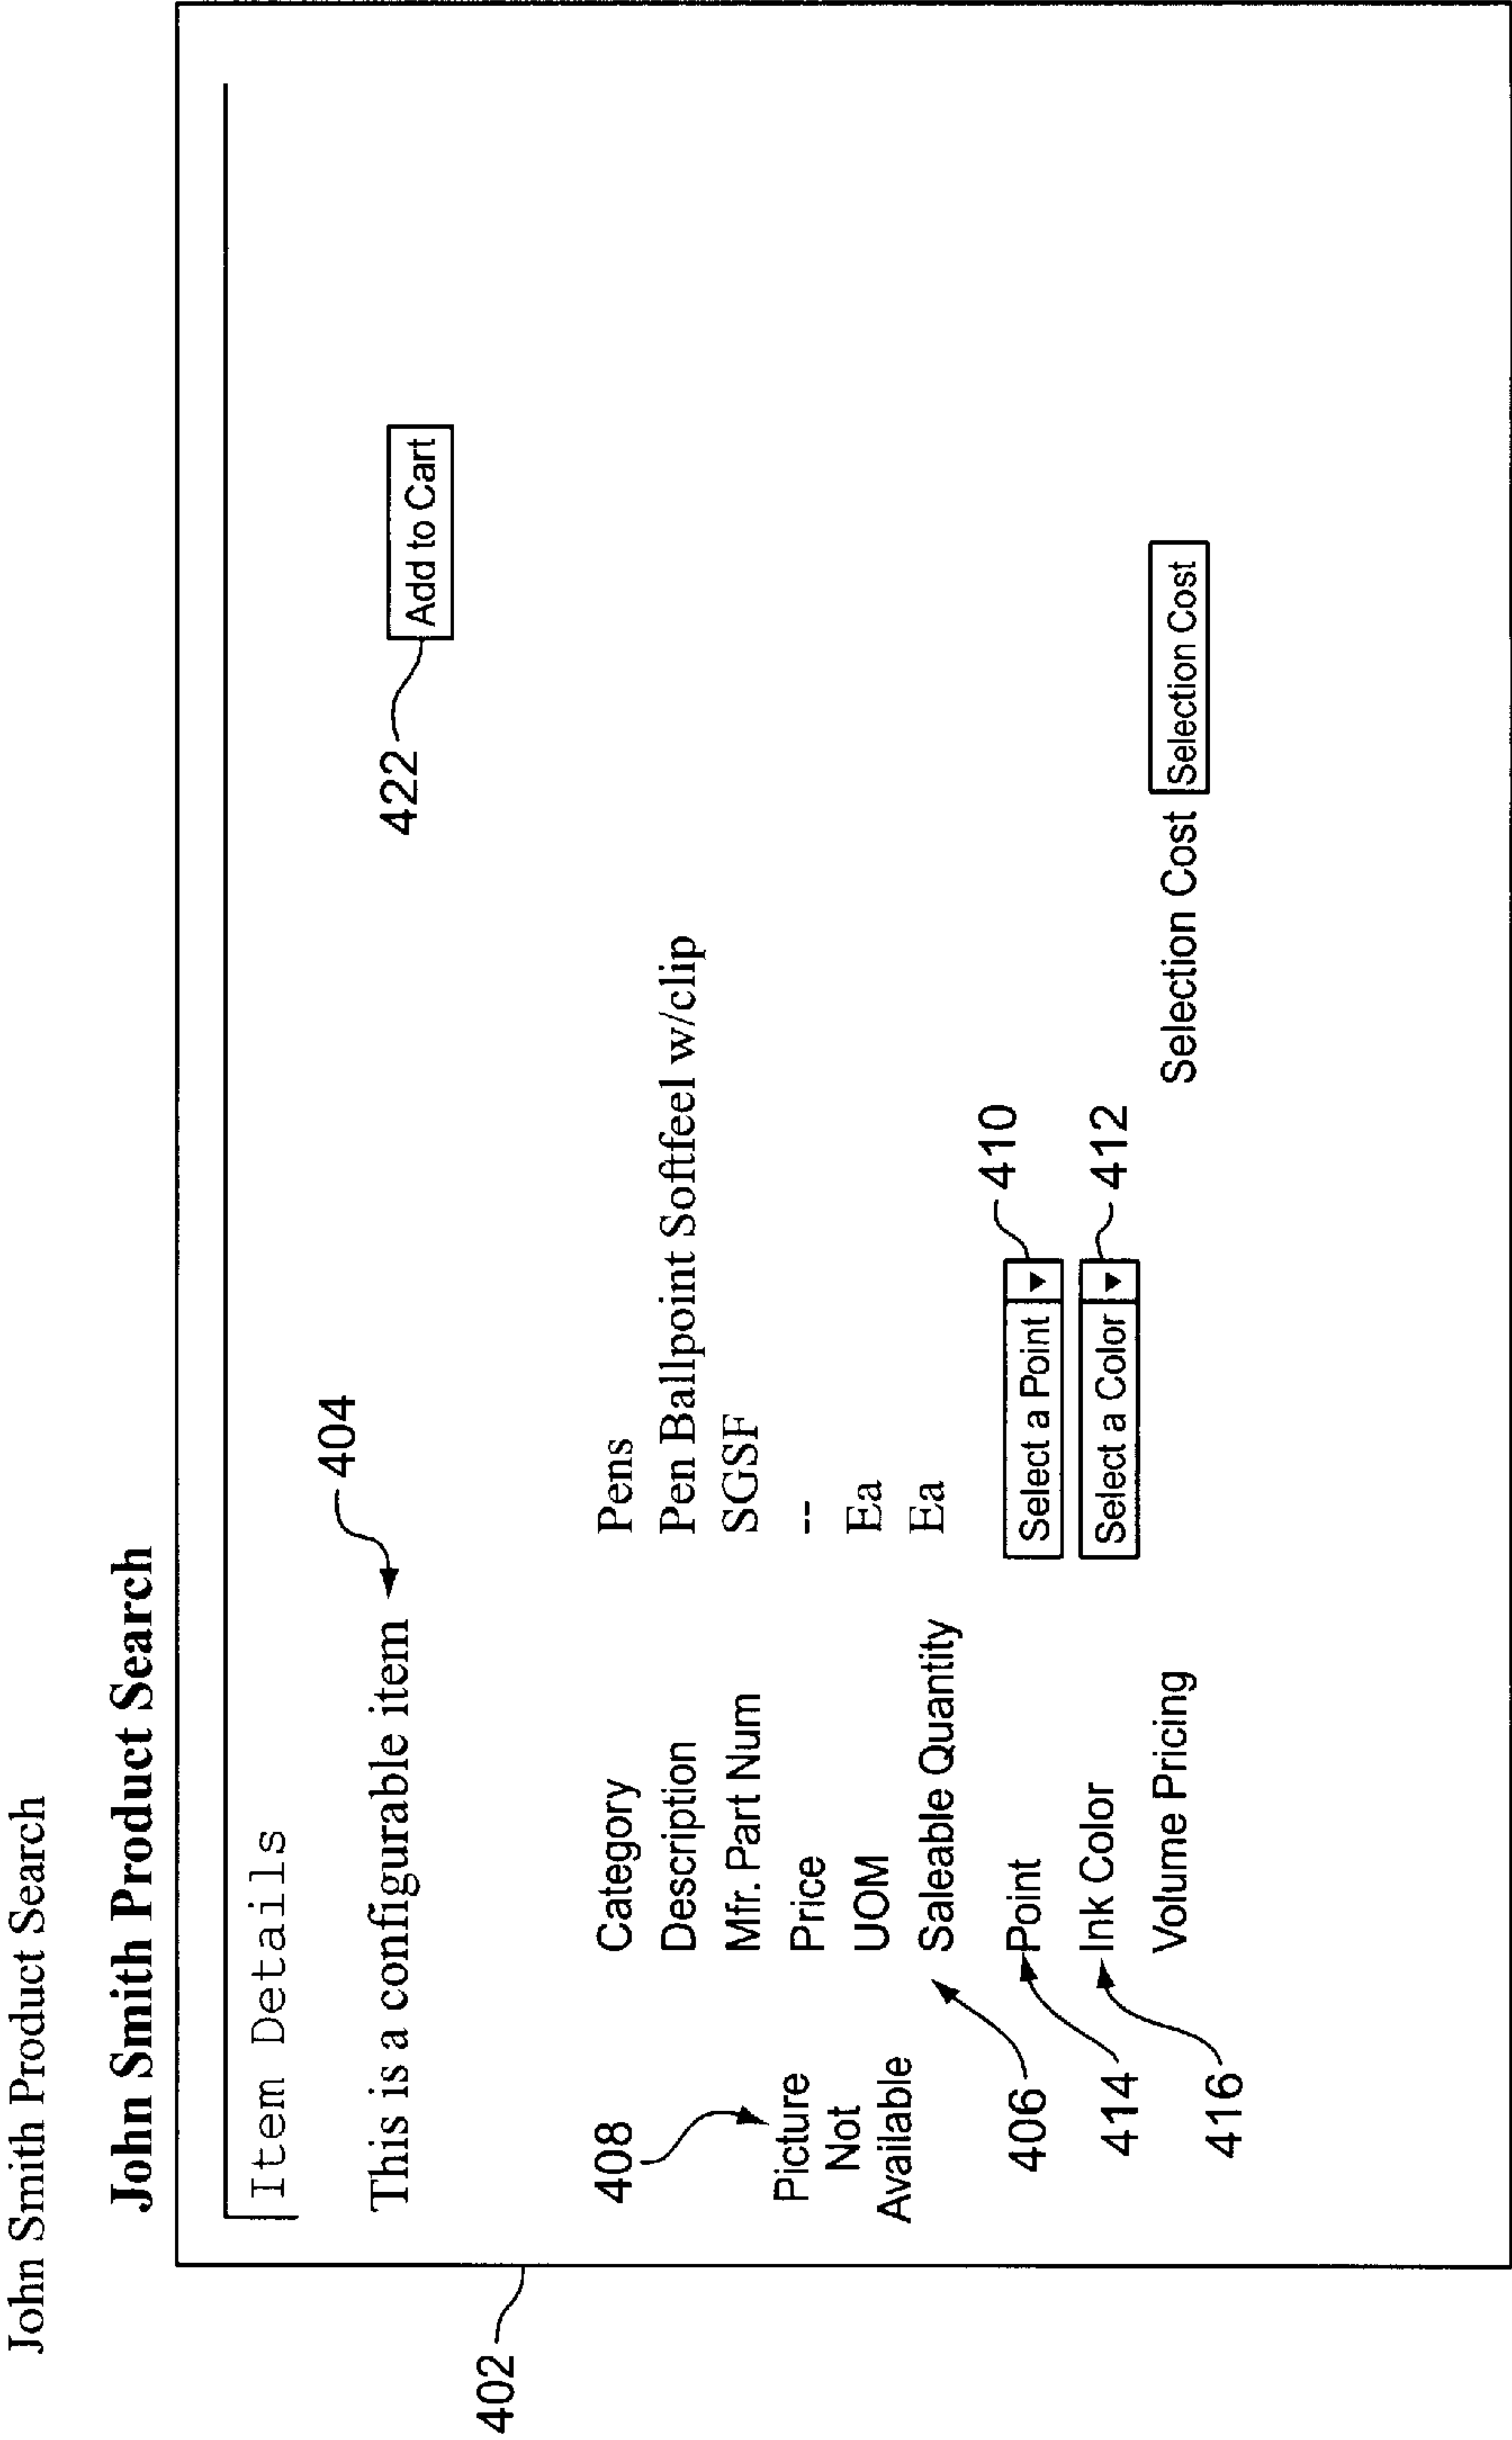 John Smith Product Search
John Smith Product Search
402
Item Details
404
This is a configurable item
422
Add to Cart
408
Picture
Not
Available
Category Pens
Description Pen Ballpoint Softfeel w/clip
Mfr. Part Num SGSF
Price --
UOM Ea
Saleable Quantity Ea
406
Point Select a Point ▼ 410
414
Ink Color Select a Color ▼ 412
416
Volume Pricing Selection Cost Selection Cost